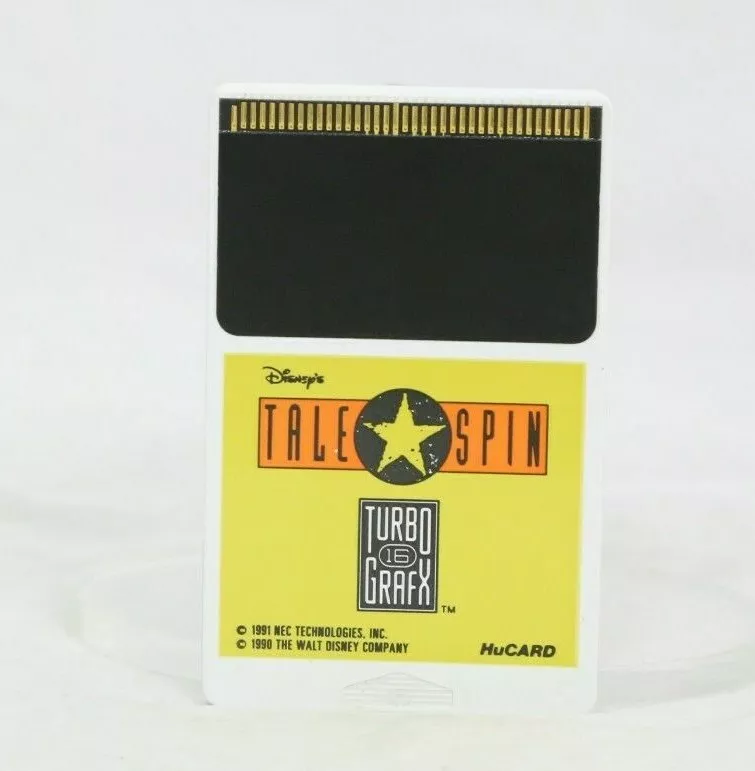 Disney's
TALE SPIN
TURBO
16
GRAFX
TM
© 1991 NEC TECHNOLOGIES, INC.
© 1990 THE WALT DISNEY COMPANY
HuCARD